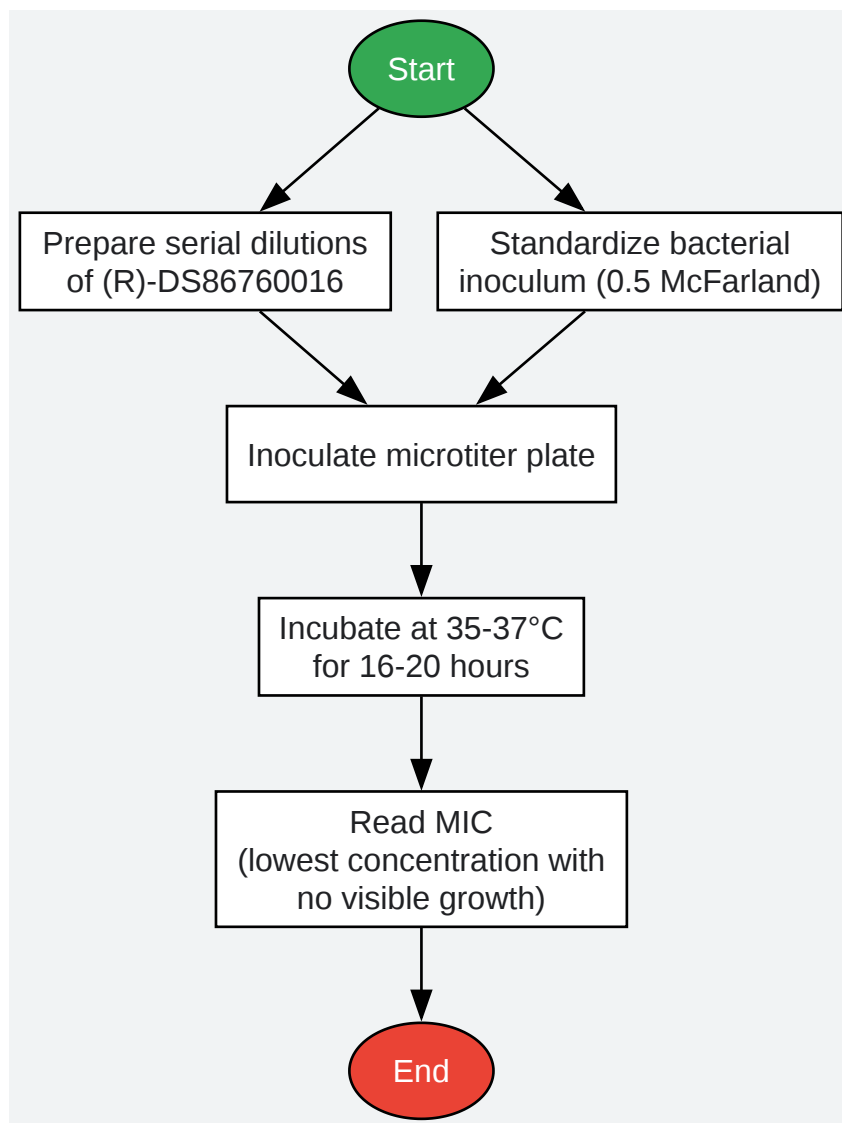 Start
Prepare serial dilutions
of (R)-DS86760016
Standardize bacterial
inoculum (0.5 McFarland)
Inoculate microtiter plate
Incubate at 35-37°C
for 16-20 hours
Read MIC
(lowest concentration with
no visible growth)
End